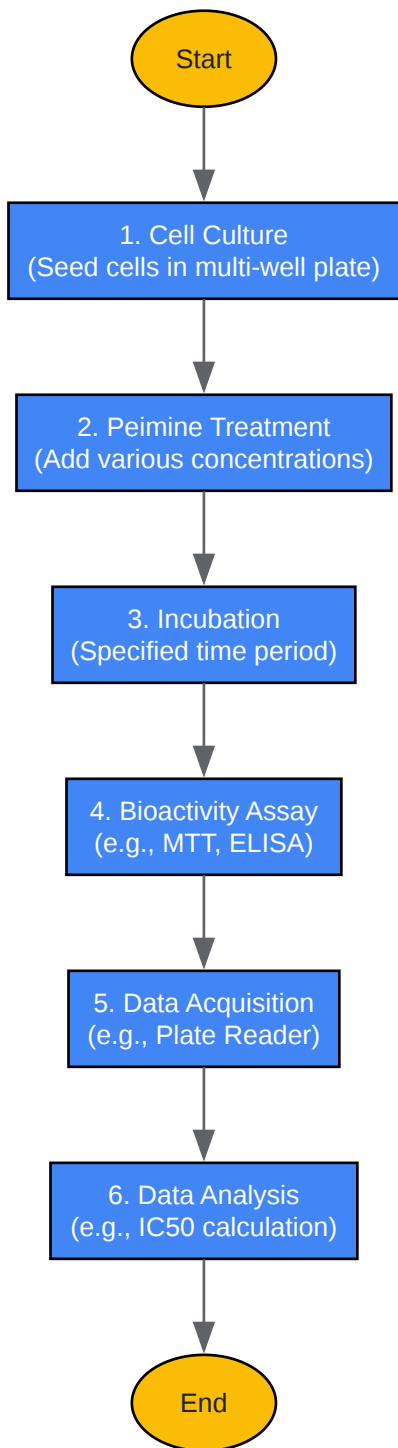 Start
1. Cell Culture
(Seed cells in multi-well plate)
2. Peimine Treatment
(Add various concentrations)
3. Incubation
(Specified time period)
4. Bioactivity Assay
(e.g., MTT, ELISA)
5. Data Acquisition
(e.g., Plate Reader)
6. Data Analysis
(e.g., IC50 calculation)
End